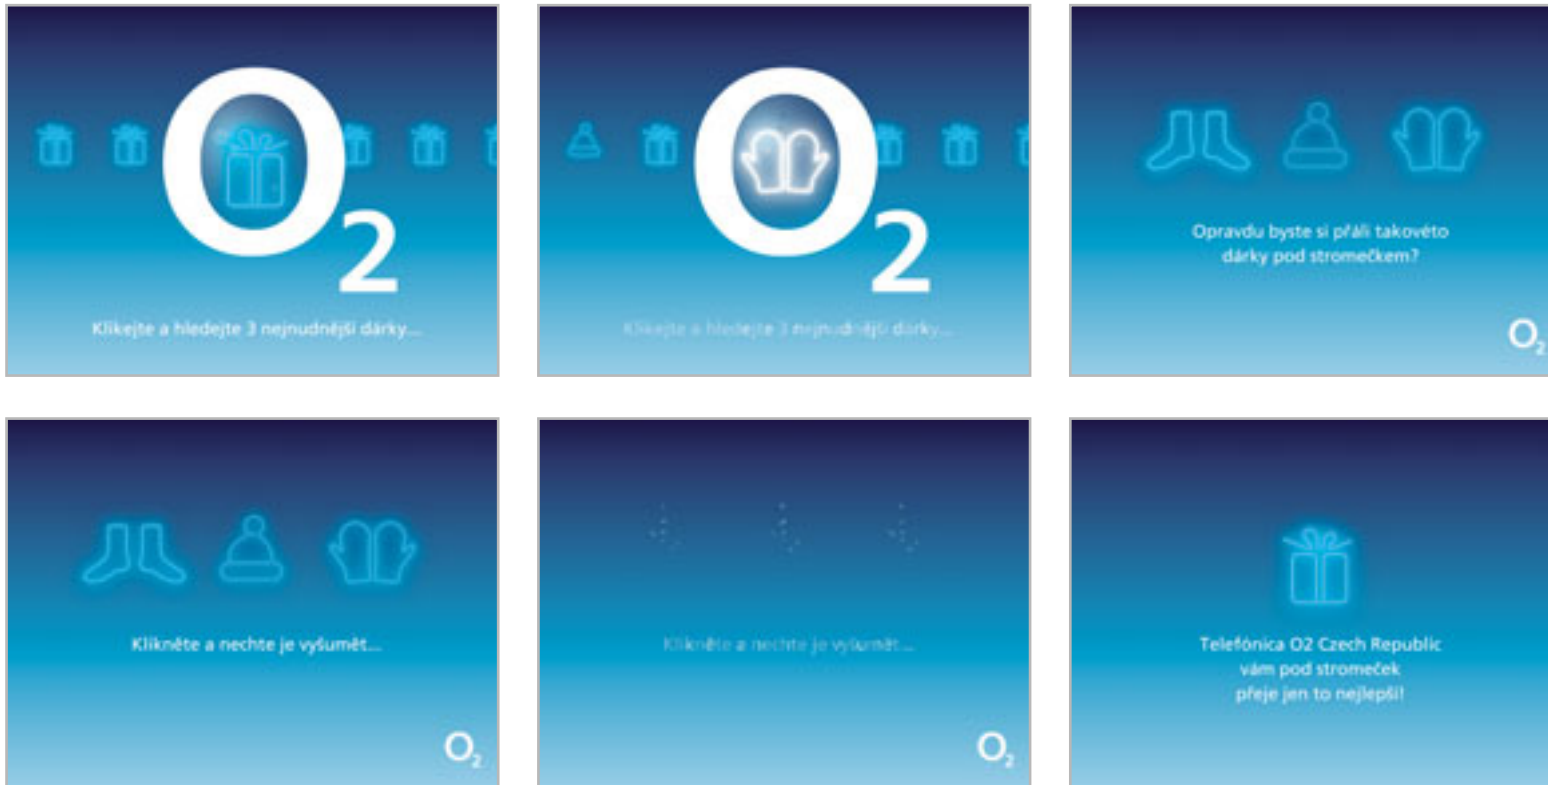 O2
Klikejte a hledejte 3 nejnudnější dárky...
O2
Klikejte a hledejte 3 nejnudnější dárky...
Opravdu byste si přáli takovéto
dárky pod stromečkem?
O2
Klikněte a nechte je vyšumět...
O2
Klikněte a nechte je vyšumět...
O2
Telefónica O2 Czech Republic
vám pod stromeček
přeje jen to nejlepší!